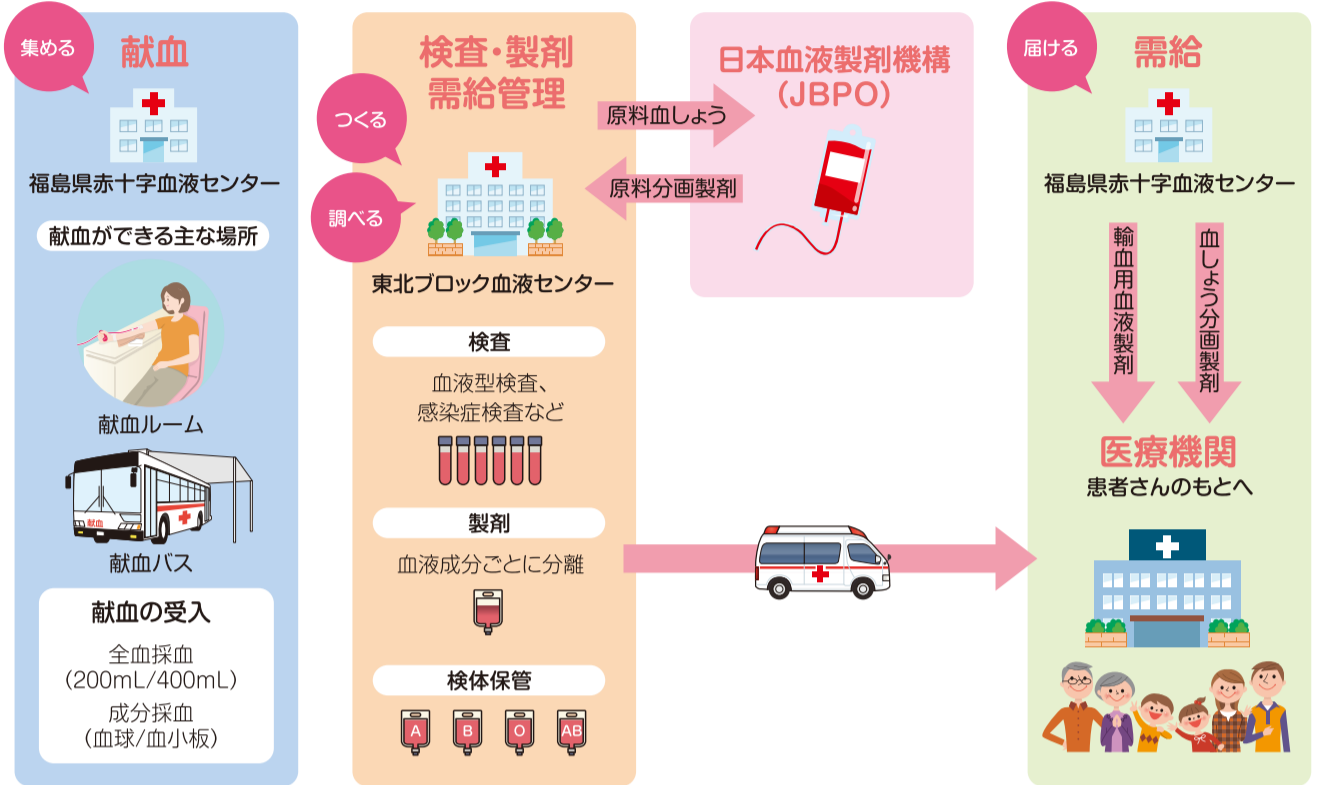 集める
献血
福島県赤十字血液センター
献血ができる主な場所
献血ルーム
献血
献血バス
献血の受入
全血採血
(200mL/400mL)
成分採血
(血球/血小板)
検査・製剤
需給管理
つくる
調べる
東北ブロック血液センター
検査
血液型検査、
感染症検査など
製剤
血液成分ごとに分離
検体保管
A
B
O
AB
原料血しょう
原料分画製剤
日本血液製剤機構
(JBPO)
届ける
需給
福島県赤十字血液センター
輸血用血液製剤
血しょう分画製剤
医療機関
患者さんのもとへ